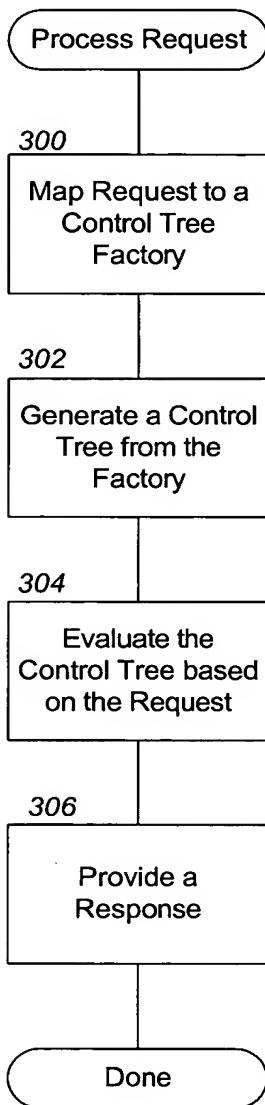 Process Request
300
Map Request to a
Control Tree
Factory
302
Generate a Control
Tree from the
Factory
304
Evaluate the
Control Tree based
on the Request
306
Provide a
Response
Done